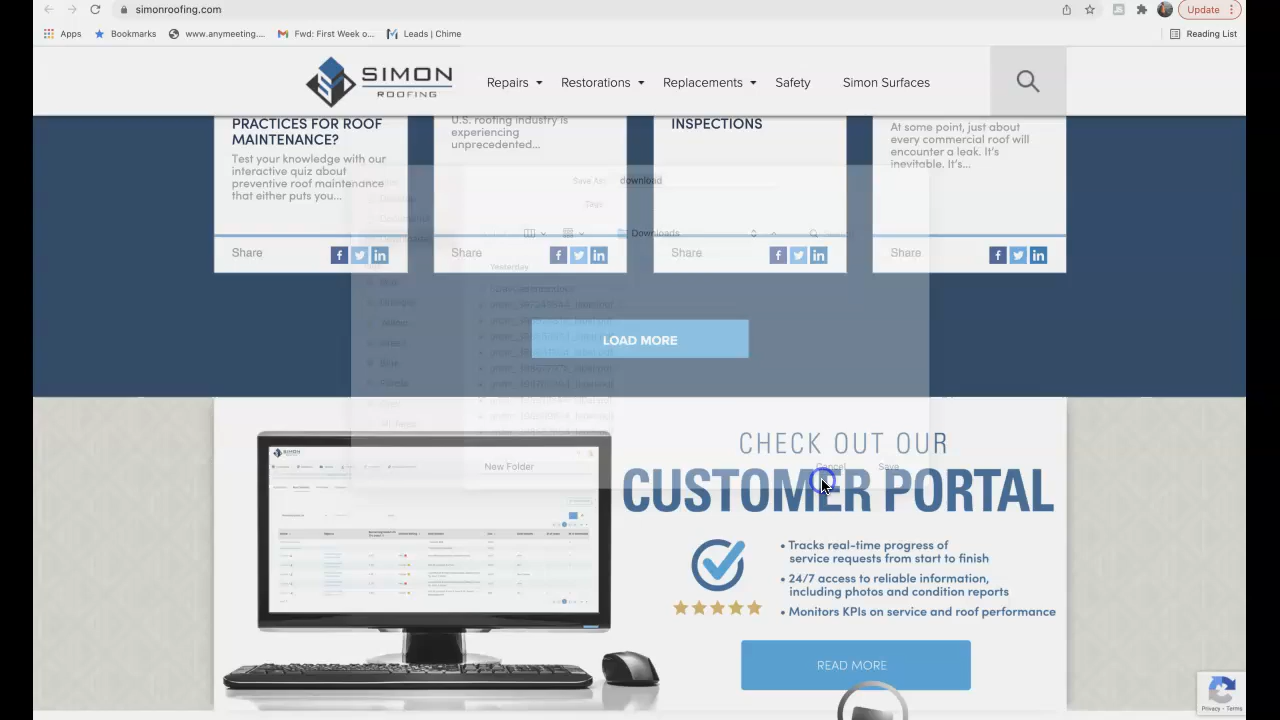 simonroofing.com
Update
Apps
Bookmarks
www.anymeeting....
Fwd: First Week o...
Leads | Chime
Reading List
SIMON
ROOFING
Repairs
Restorations
Replacements
Safety
Simon Surfaces
PRACTICES FOR ROOF
MAINTENANCE?
Test your knowledge with our
interactive quiz about
preventive roof maintenance
that either puts you...
Share
U.S. roofing industry is
experiencing
unprecedented...
Share
INSPECTIONS
Share
At some point, just about
every commercial roof will
encounter a leak. It's
inevitable. It's...
Share
Save As:
download
Tags:
Downloads
Yesterday
LOAD MORE
New Folder
Cancel
Save
CHECK OUT OUR
CUSTOMER PORTAL
• Tracks real-time progress of
service requests from start to finish
• 24/7 access to reliable information,
including photos and condition reports
• Monitors KPIs on service and roof performance
READ MORE
Privacy - Terms